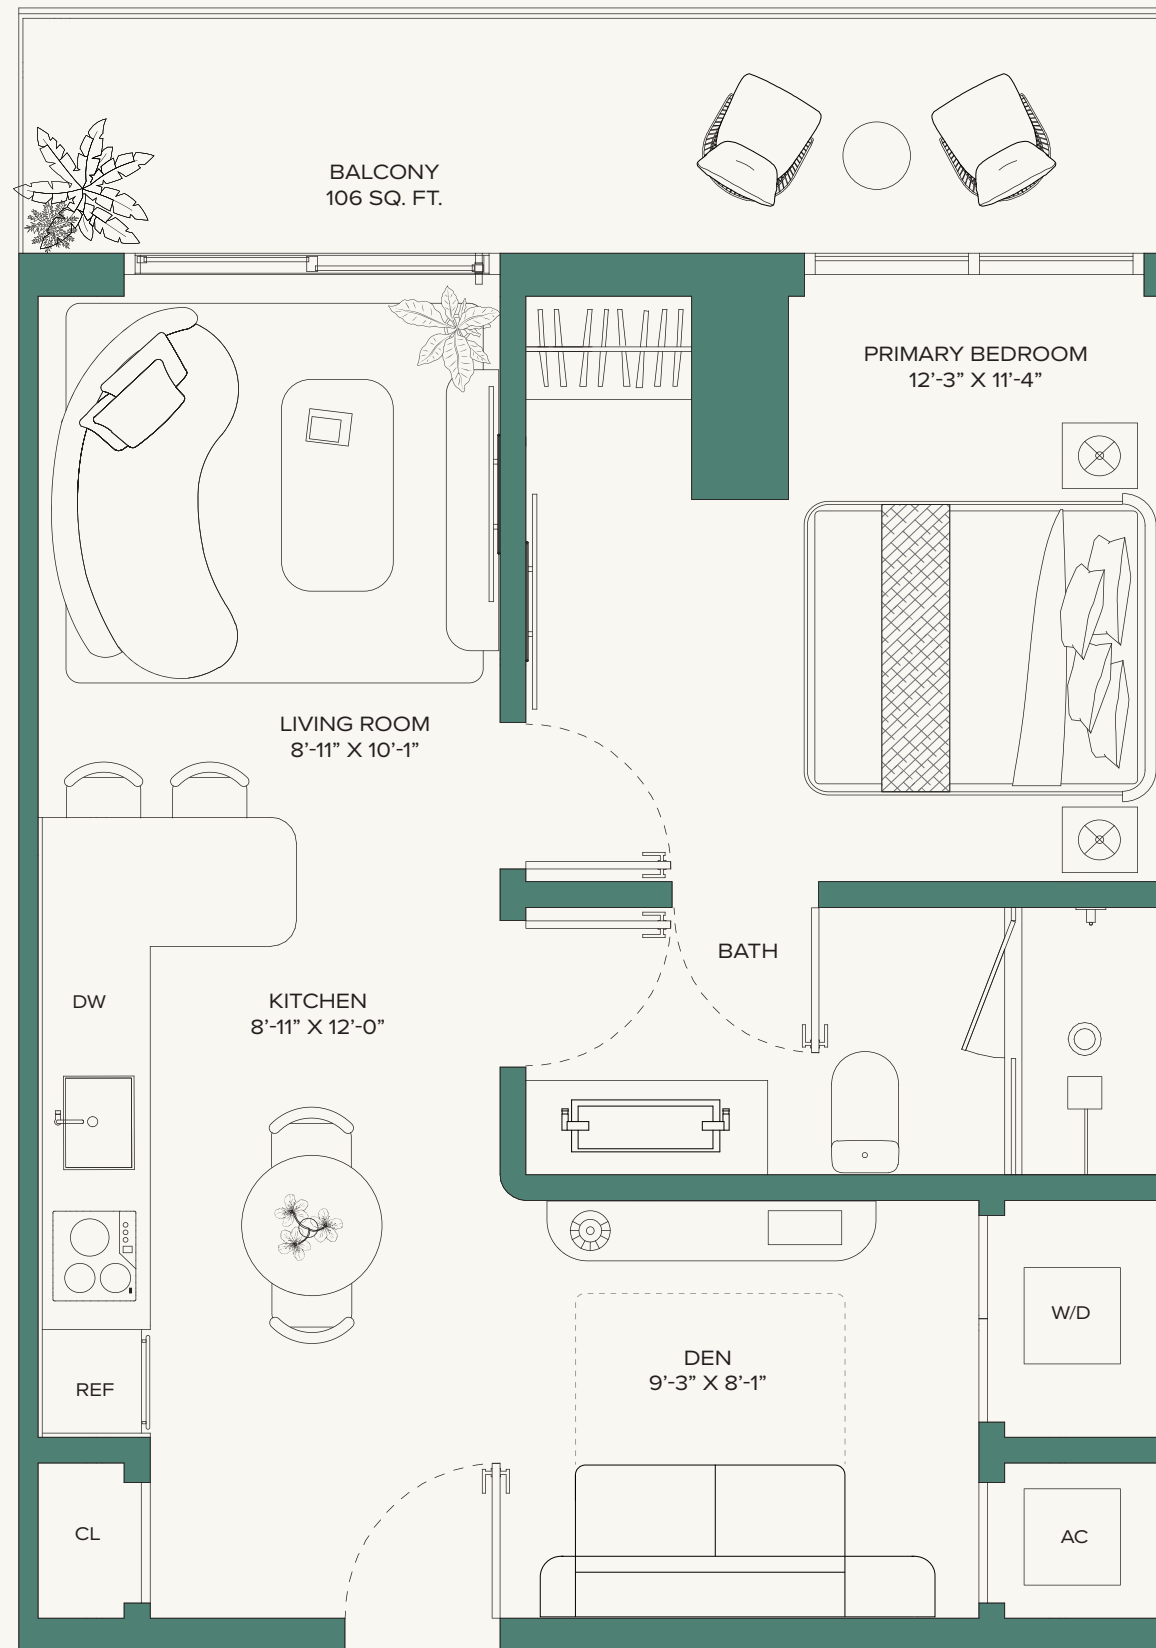 BALCONY
106 SQ. FT.
PRIMARY BEDROOM
12’-3” X 11’-4”
LIVING ROOM
8’-11” X 10’-1”
BATH
DW
KITCHEN
8’-11” X 12’-0”
W/D
DEN
9’-3” X 8’-1”
REF
CL
AC